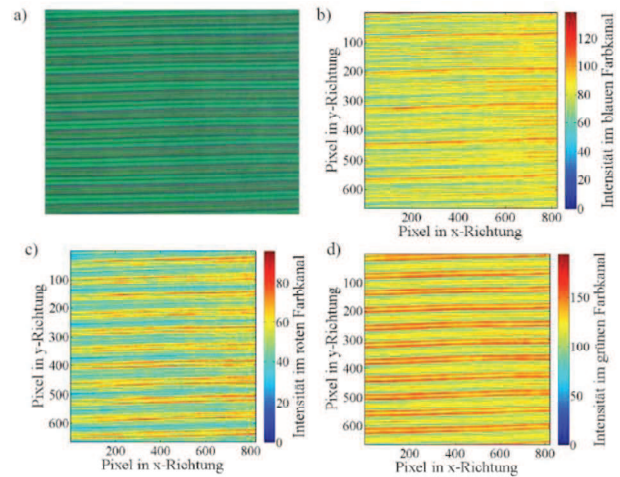 a)
b)
100
200
300
400
500
600
Pixel in y-Richtung
200 400 600 800
Pixel in x-Richtung
120
100
80
60
40
20
0
Intensität im blauen Farbkanal
c)
100
200
300
400
500
600
Pixel in y-Richtung
200 400 600 800
Pixel in x-Richtung
80
60
40
20
0
Intensität im roten Farbkanal
d)
100
200
300
400
500
600
Pixel in y-Richtung
200 400 600 800
Pixel in x-Richtung
150
100
50
0
Intensität im grünen Farbkanal